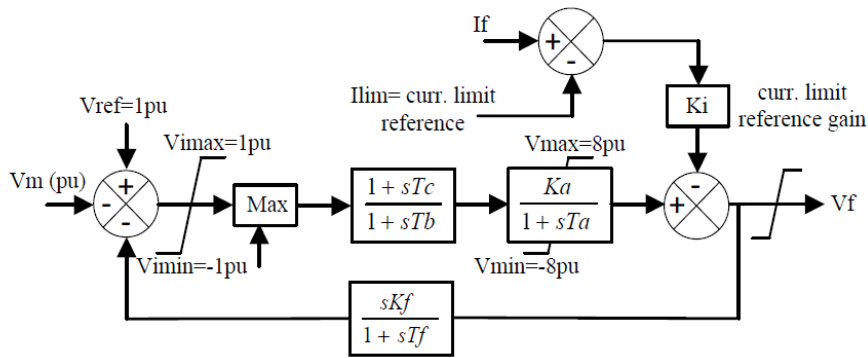 If
+
-
Ilim= curr. limit
reference
Ki
curr. limit
reference gain
Vref=1pu
Vimax=1pu
Vmax=8pu
Vm (pu)
+
-
-
Max
1 + sTc
1 + sTb
Ka
1 + sTa
-
+
Vf
Vimin=-1pu
Vmin=-8pu
sKf
1 + sTf